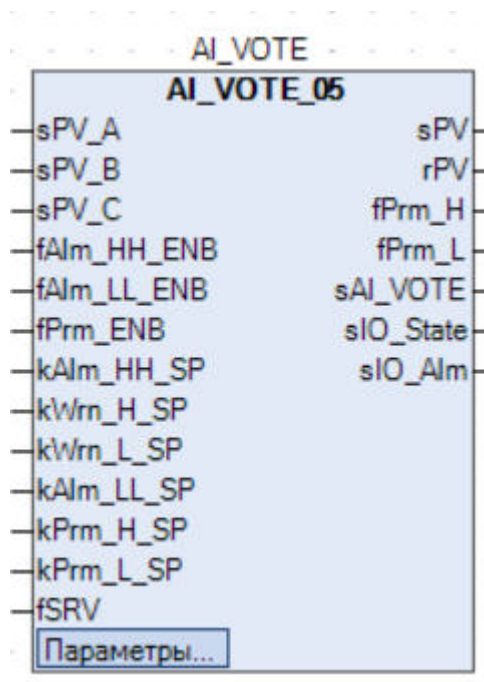 AI_VOTE
AI_VOTE_05
sPV_A sPV
sPV_B rPV
sPV_C fPrm_H
fAlm_HH_ENB fPrm_L
fAlm_LL_ENB sAI_VOTE
fPrm_ENB sIO_State
kAlm_HH_SP sIO_Alm
kWrn_H_SP
kWrn_L_SP
kAlm_LL_SP
kPrm_H_SP
kPrm_L_SP
fSRV
Параметры...